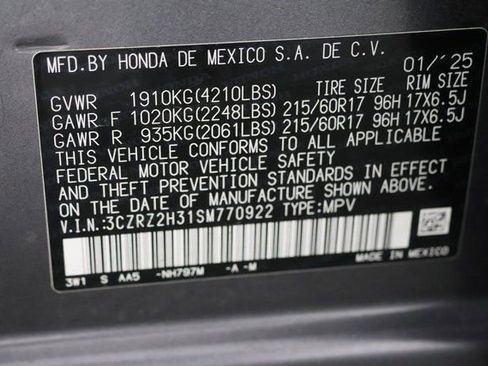 MFD.BY HONDA DE MEXICO S.A. DE C.V.
01/'25
GVWR 1910KG(4210LBS) TIRE SIZE RIM SIZE
GAWR F 1020KG(2248LBS) 215/60R17 96H 17X6.5J
GAWR R 935KG(2061LBS) 215/60R17 96H 17X6.5J
THIS VEHICLE CONFORMS TO ALL APPLICABLE
FEDERAL MOTOR VEHICLE SAFETY
AND THEFT PREVENTION STANDARDS IN EFFECT
ON THE DATE OF MANUFACTURE SHOWN ABOVE.
V.I.N.:3CZRZ2H31SM770922 TYPE:MPV
3W1 S AA5 -NH797M -A -M
MADE IN MEXICO